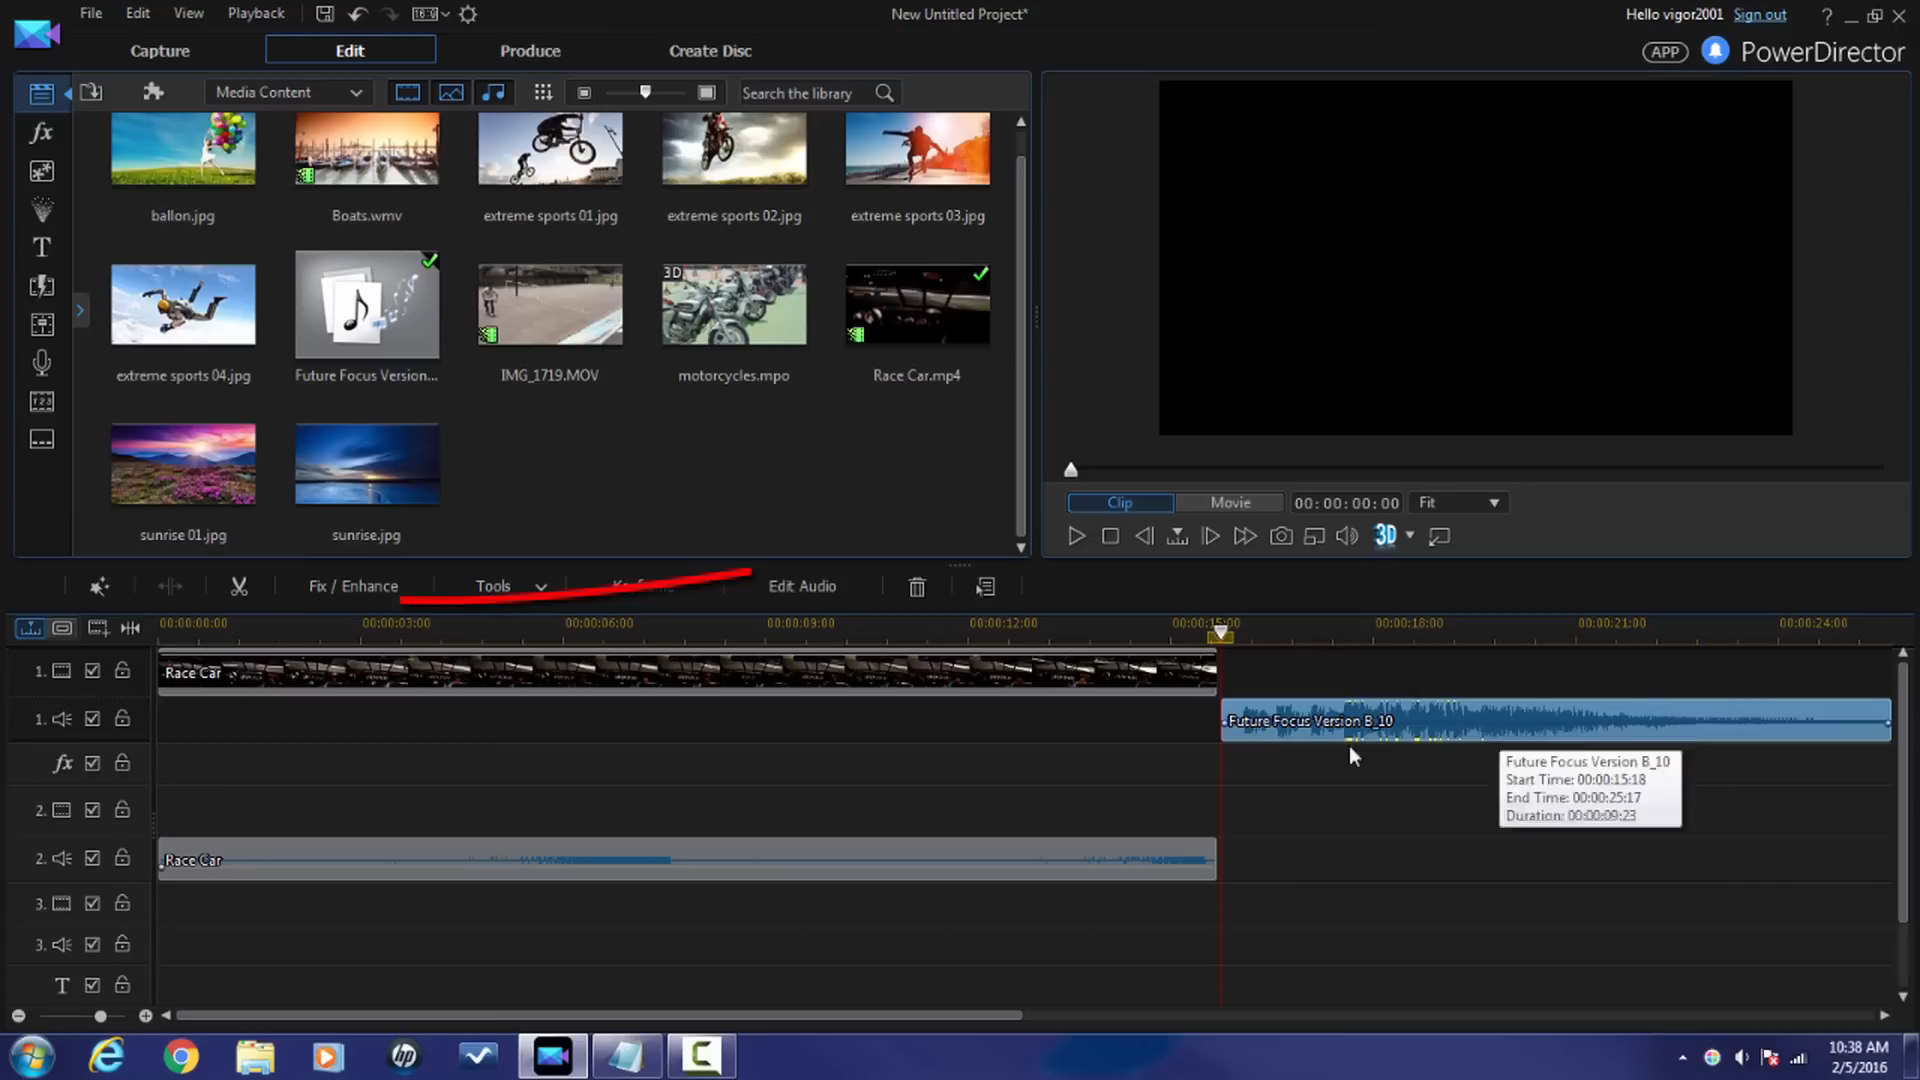 File Edit View Playback
16:9
New Untitled Project*
Hello vigor2001 Sign out
?
Capture Edit Produce Create Disc
APP PowerDirector
Media Content
Search the library
ballon.jpg Boats.wmv extreme sports 01.jpg extreme sports 02.jpg extreme sports 03.jpg
3D
extreme sports 04.jpg Future Focus Version... IMG_1719.MOV motorcycles.mpo Race Car.mp4
sunrise 01.jpg sunrise.jpg
fx
T
Clip Movie 00:00:00:00 Fit
3D
Fix / Enhance Tools Edit Audio
00:00:00:00 00:00:03:00 00:00:06:00 00:00:09:00 00:00:12:00 00:00:15:00 00:00:18:00 00:00:21:00 00:00:24:00
1. Race Car
1. Future Focus Version B_10
fx
Future Focus Version B_10
Start Time: 00:00:15:18
End Time: 00:00:25:17
Duration: 00:00:09:23
2.
2. Race Car
3.
3.
T
hp
10:38 AM
2/5/2016